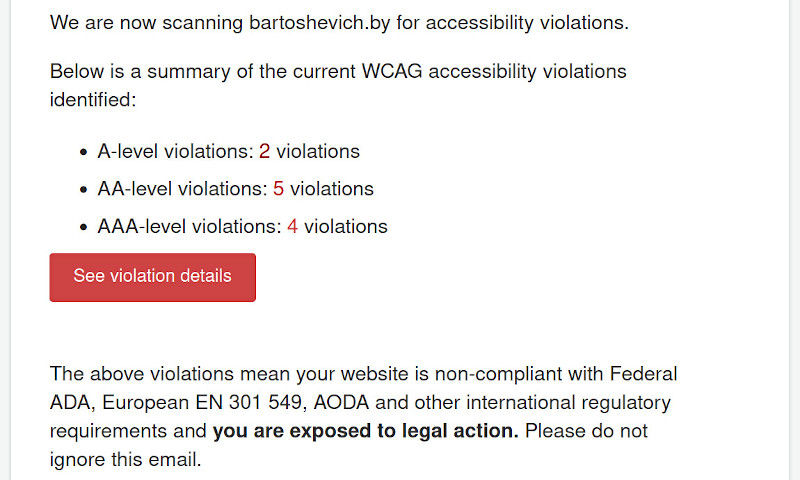 We are now scanning bartoshevich.by for accessibility violations.
Below is a summary of the current WCAG accessibility violations
identified:
• A-level violations: 2 violations
• AA-level violations: 5 violations
• AAA-level violations: 4 violations
See violation details
The above violations mean your website is non-compliant with Federal
ADA, European EN 301 549, AODA and other international regulatory
requirements and you are exposed to legal action. Please do not
ignore this email.